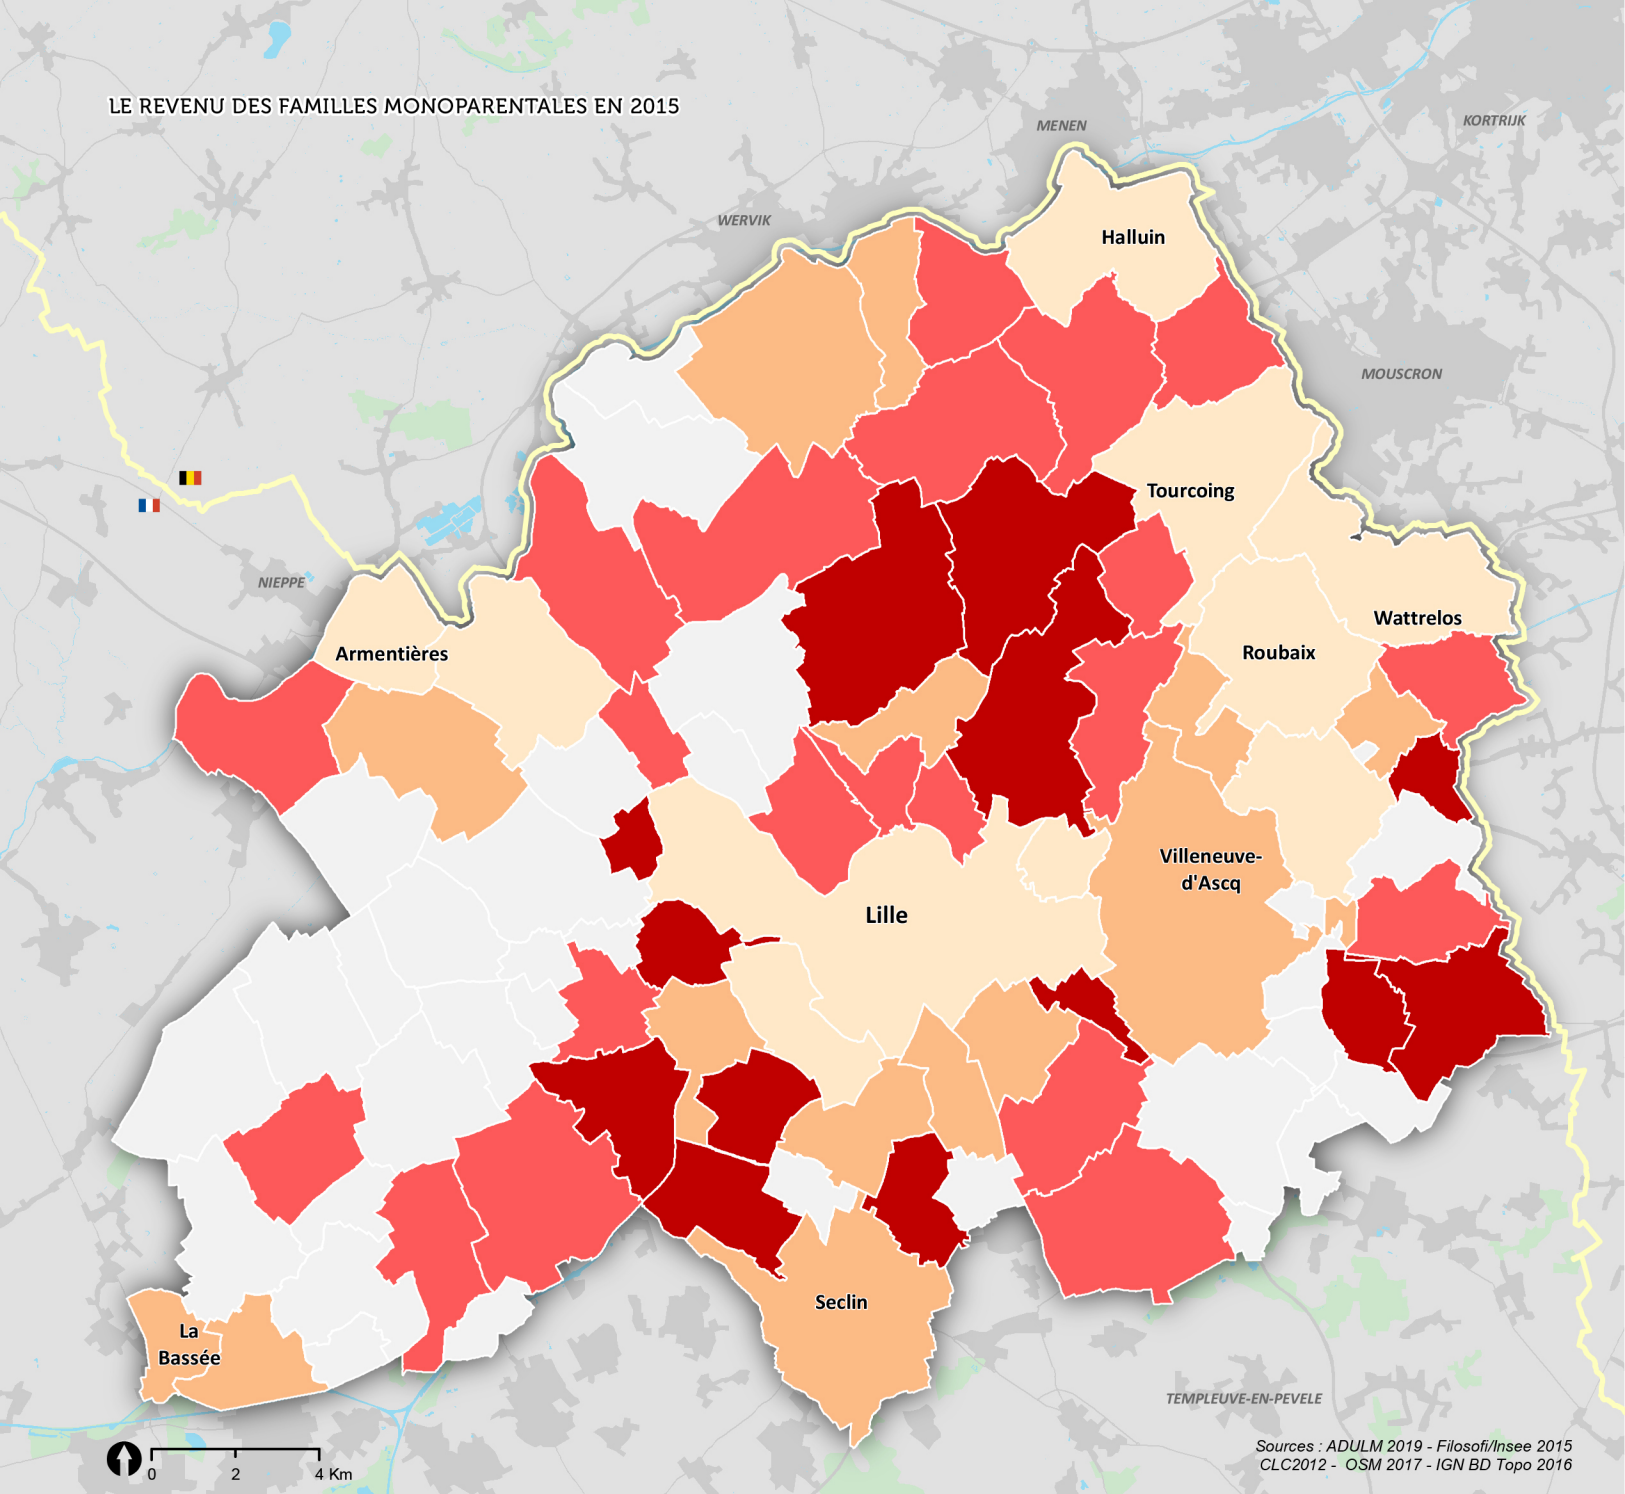 LE REVENU DES FAMILLES MONOPARENTALES EN 2015
MENEN
KORTRIJK
WERVIK
Halluin
MOUSCRON
Tourcoing
NIEPPE
Armentières
Wattrelos
Roubaix
Villeneuve-
d'Ascq
Lille
Seclin
La
Bassée
TEMPLEUVE-EN-PEVELE
0 2 4 Km
Sources : ADULM 2019 - Filosofi/Insee 2015
CLC2012 - OSM 2017 - IGN BD Topo 2016